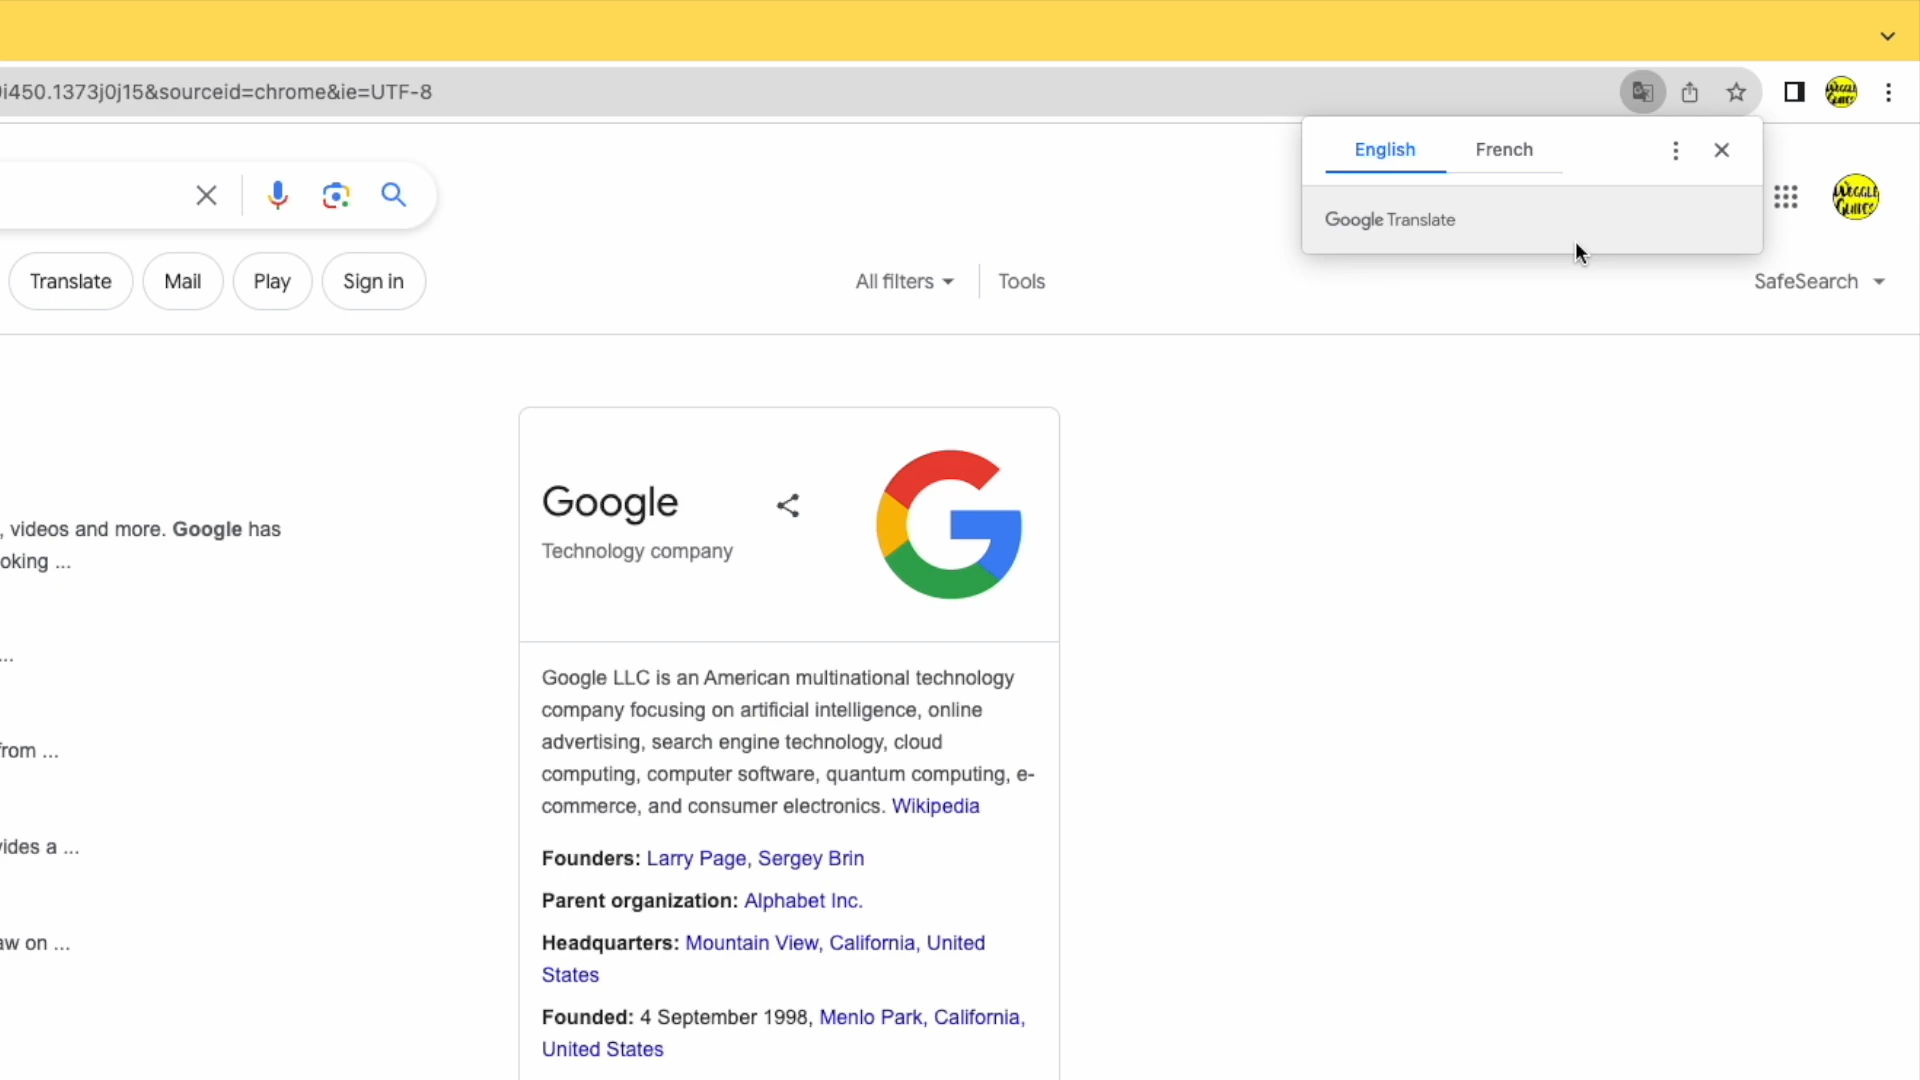 i450.1373j0j15&sourceid=chrome&ie=UTF-8
English French
Google Translate
Translate Mail Play Sign in All filters Tools SafeSearch
Google
Technology company
, videos and more. Google has
oking ...
...
from ...
vides a ...
aw on ...
Google LLC is an American multinational technology
company focusing on artificial intelligence, online
advertising, search engine technology, cloud
computing, computer software, quantum computing, e-
commerce, and consumer electronics. Wikipedia
Founders: Larry Page, Sergey Brin
Parent organization: Alphabet Inc.
Headquarters: Mountain View, California, United
States
Founded: 4 September 1998, Menlo Park, California,
United States